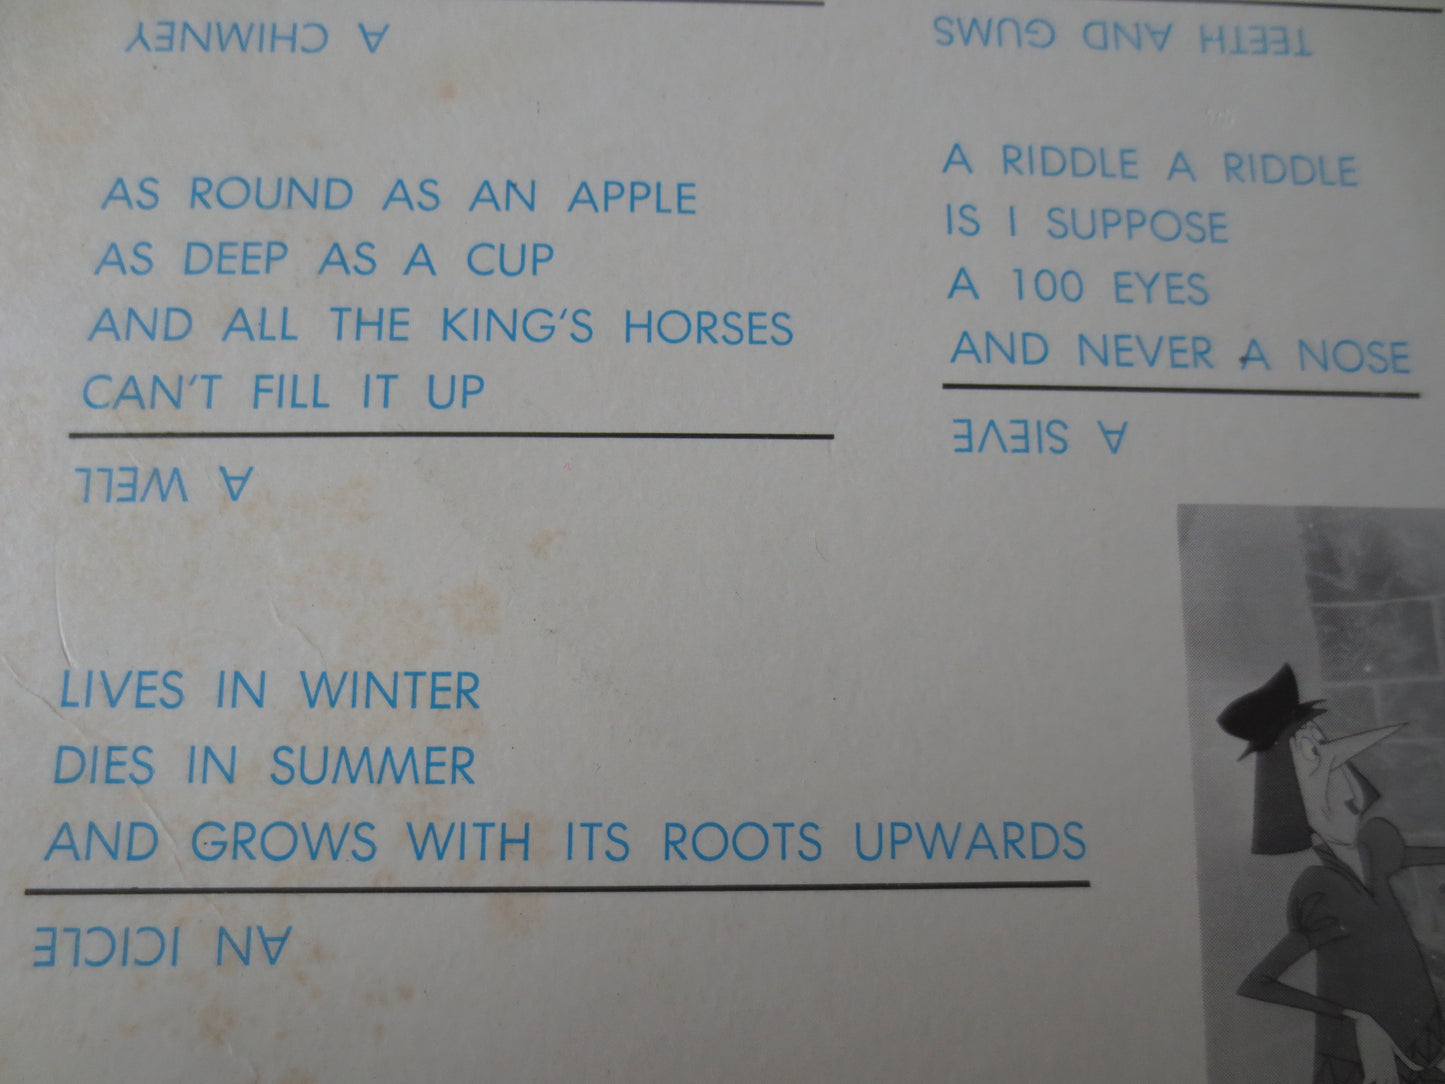 A CHIMNEY
AS ROUND AS AN APPLE
AS DEEP AS A CUP
AND ALL THE KING'S HORSES
CAN'T FILL IT UP
A WELL
LIVES IN WINTER
DIES IN SUMMER
AND GROWS WITH ITS ROOTS UPWARDS
AN ICICLE
TEETH AND GUMS
A RIDDLE A RIDDLE
IS I SUPPOSE
A 100 EYES
AND NEVER A NOSE
A SIEVE